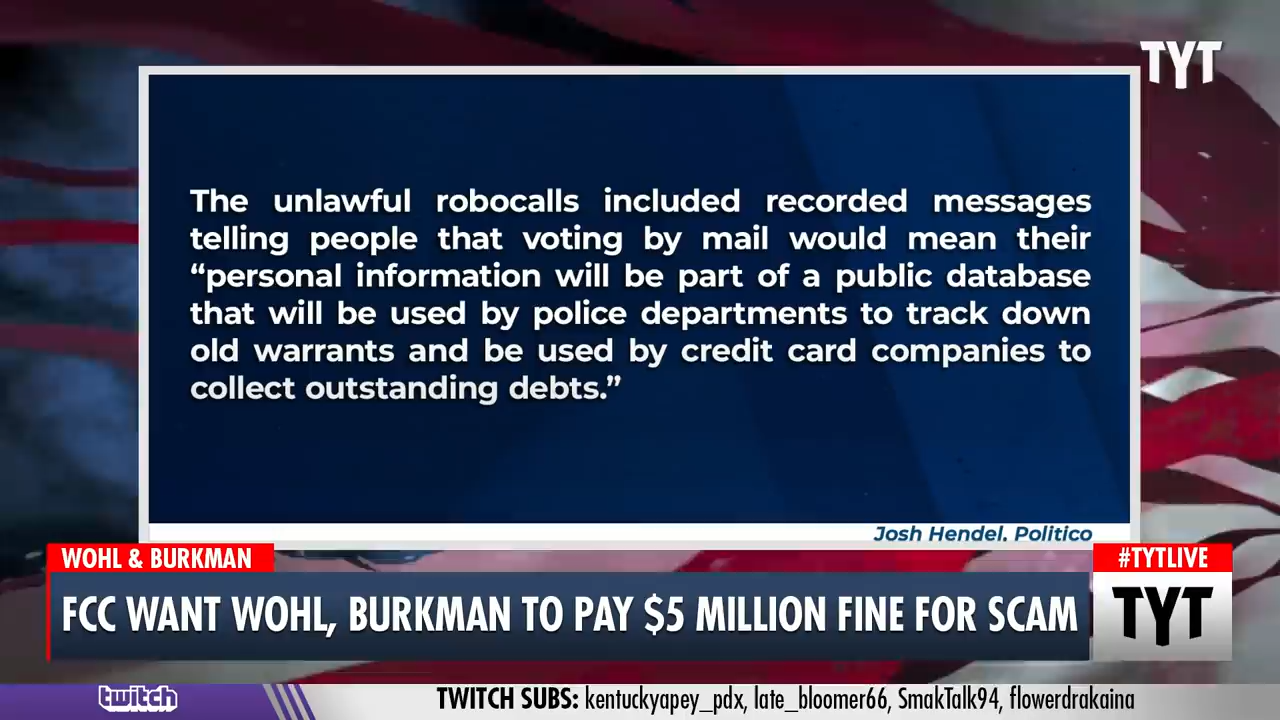 TYT
The unlawful robocalls included recorded messages
telling people that voting by mail would mean their
“personal information will be part of a public database
that will be used by police departments to track down
old warrants and be used by credit card companies to
collect outstanding debts.”
Josh Hendel, Politico
WOHL & BURKMAN
#TYTLIVE
FCC WANT WOHL, BURKMAN TO PAY $5 MILLION FINE FOR SCAM
TYT
twitch
TWITCH SUBS: kentuckyapey_pdx, late_bloomer66, SmakTalk94, flowerdrakaina